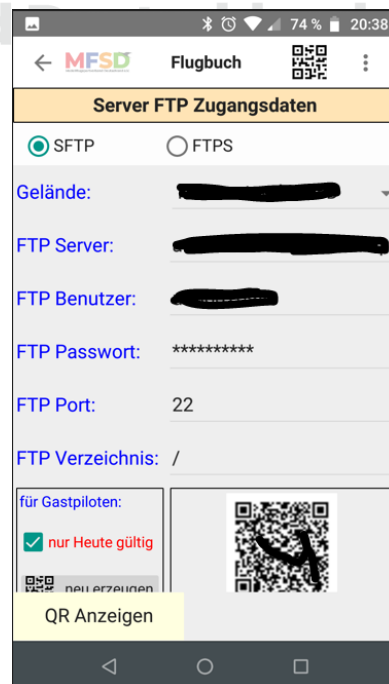 74 % 20:38
MFSD Flugbuch
Server FTP Zugangsdaten
SFTP FTPS
Gelände:
FTP Server:
FTP Benutzer:
FTP Passwort: **********
FTP Port: 22
FTP Verzeichnis: /
für Gastpiloten:
nur Heute gültig
neu erzeugen
QR Anzeigen